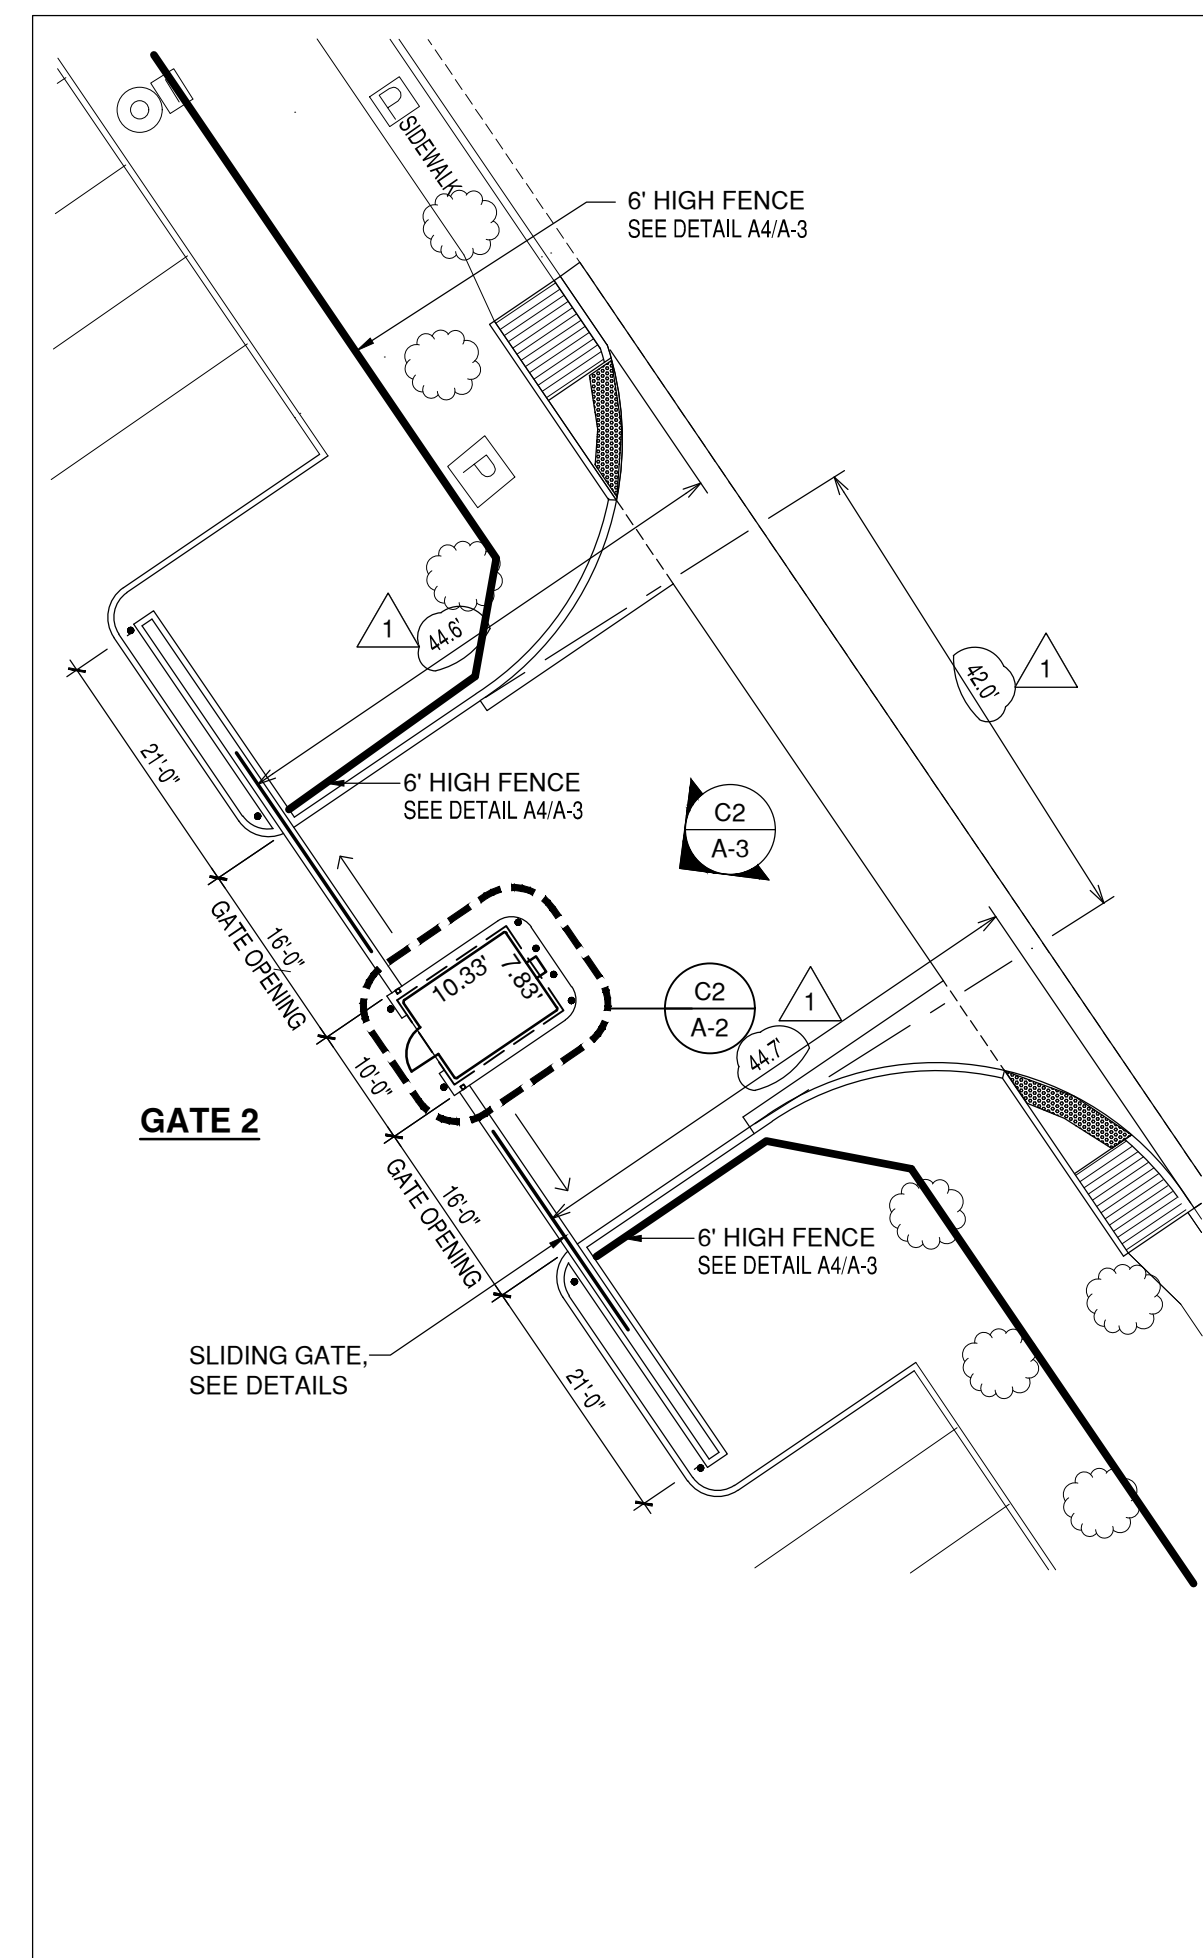 P
SIDEWALK
6' HIGH FENCE
SEE DETAIL A4/A-3
P
1
44.6'
42.0'
1
21'-0"
6' HIGH FENCE
SEE DETAIL A4/A-3
C2
A-3
16'-0"
GATE OPENING
10.33'
7.83'
C2
A-2
1
44.7'
10'-0"
GATE 2
16'-0"
GATE OPENING
6' HIGH FENCE
SEE DETAIL A4/A-3
SLIDING GATE,
SEE DETAILS
21'-0"